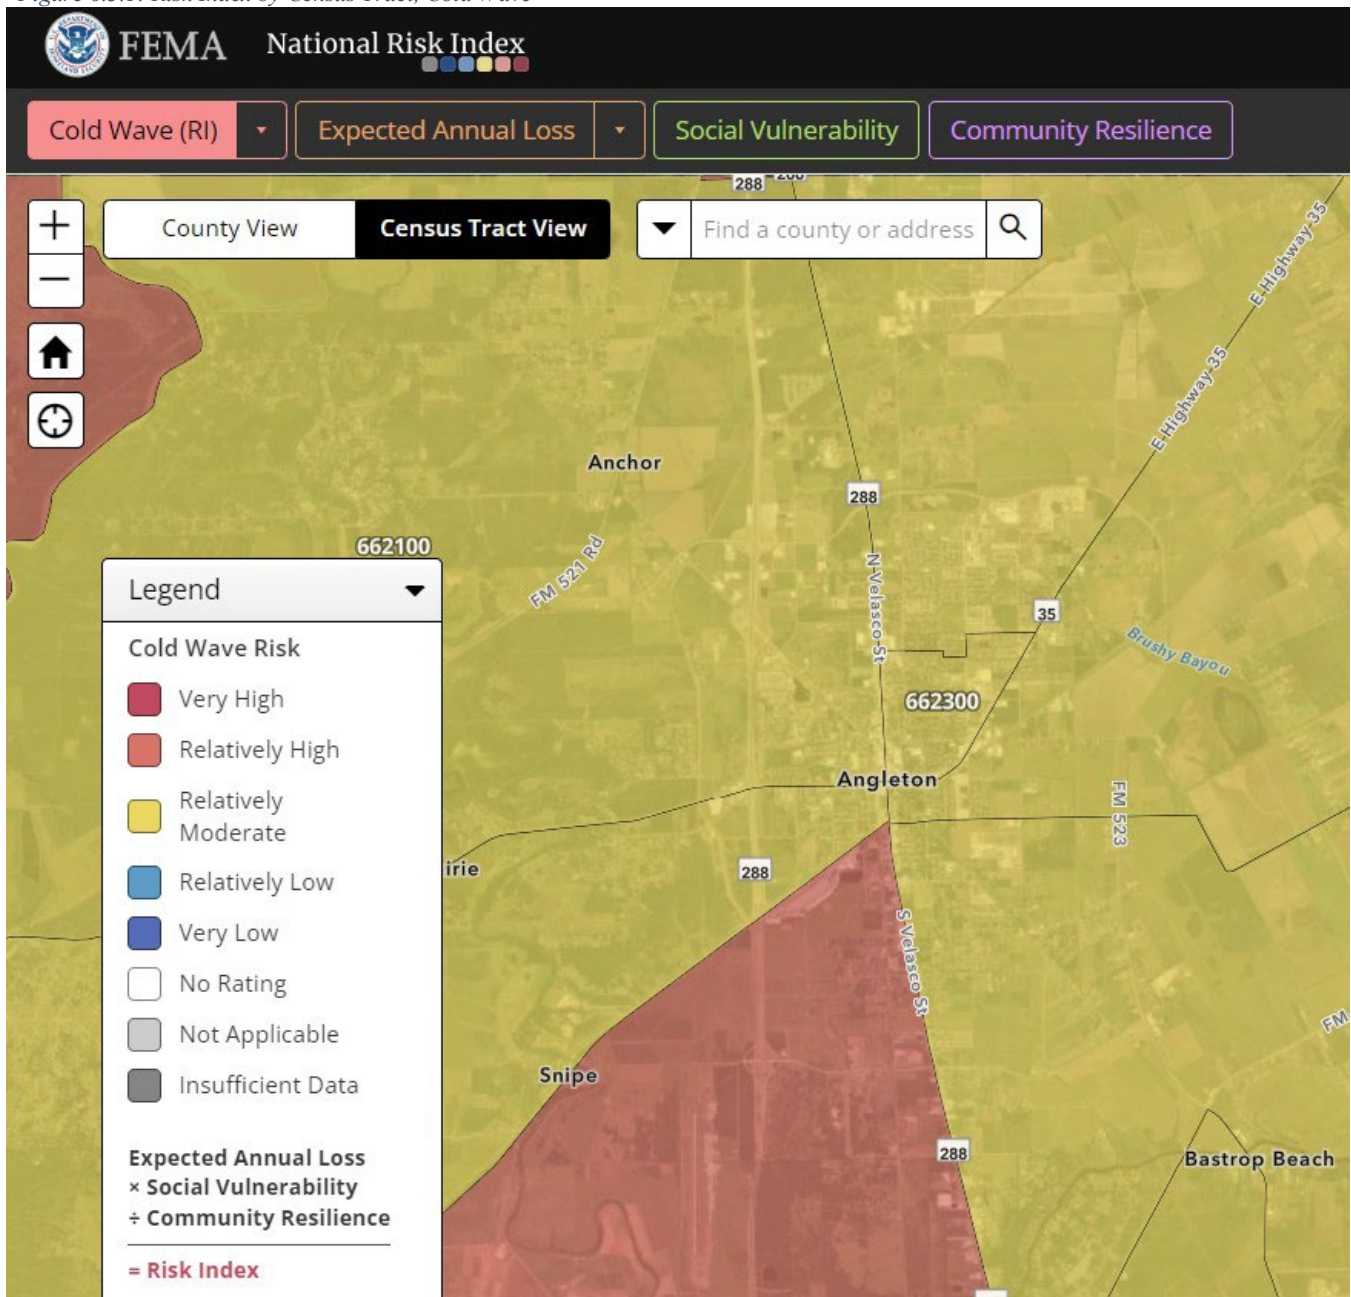 FEMA National Risk Index
Cold Wave (RI) Expected Annual Loss Social Vulnerability Community Resilience
288
County View Census Tract View Find a county or address
E Highway 35
E Highway 35
Anchor
288
662100
FM 521 Rd
N Velasco St
35
Brushy Bayou
662300
Angleton
FM 523
irie
288
S Velasco St
FM
Snipe
288
Bastrop Beach
Legend
Cold Wave Risk
Very High
Relatively High
Relatively
Moderate
Relatively Low
Very Low
No Rating
Not Applicable
Insufficient Data
Expected Annual Loss
× Social Vulnerability
÷ Community Resilience
= Risk Index